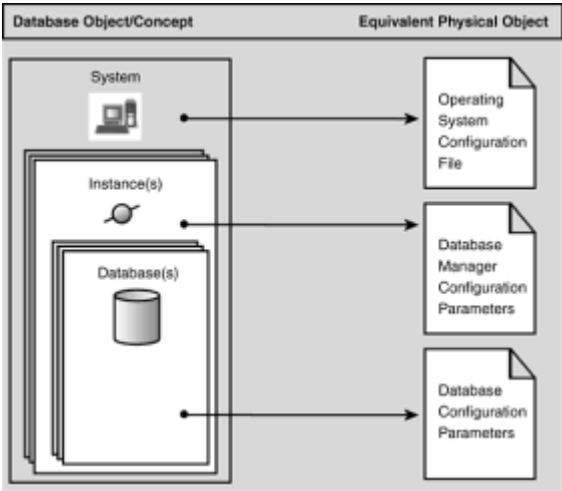 Database Object/Concept
Equivalent Physical Object
System
Operating
System
Configuration
File
Instance(s)
Database
Manager
Configuration
Parameters
Database(s)
Database
Configuration
Parameters